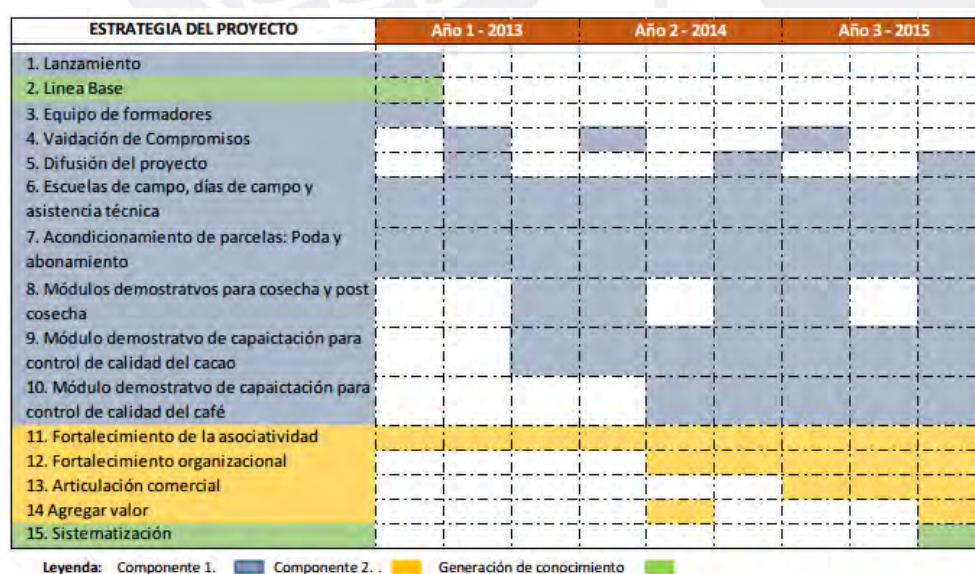 ESTRATEGIA DEL PROYECTO Año 1 - 2013 Año 2 - 2014 Año 3 - 2015
1. Lanzamiento
2. Linea Base
3. Equipo de formadores
4. Vaidación de Compromisos
5. Difusión del proyecto
6. Escuelas de campo, días de campo y
asistencia técnica
7. Acondicionamiento de parcelas: Poda y
abonamiento
8. Módulos demostratvos para cosecha y post
cosecha
9. Módulo demostratvo de capaictación para
control de calidad del cacao
10. Módulo demostratvo de capaictación para
control de calidad del café
11. Fortalecimiento de la asociatividad
12. Fortalecimiento organizacional
13. Articulación comercial
14 Agregar valor
15. Sistematización
Leyenda: Componente 1. Componente 2. . Generación de conocimiento